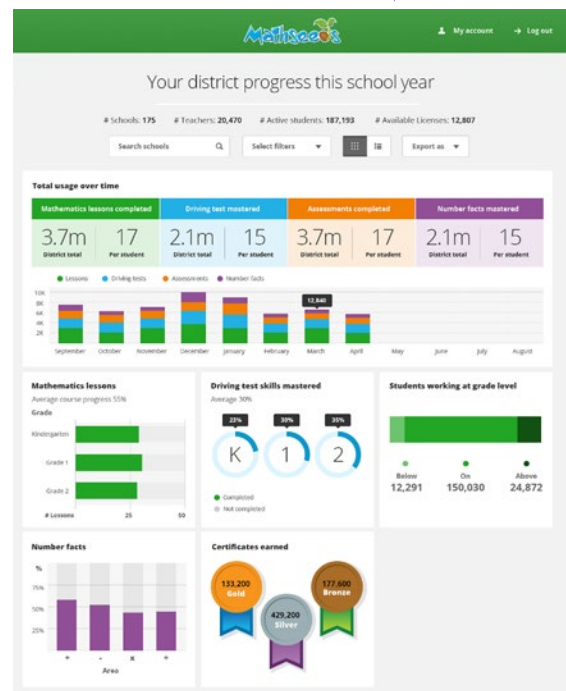 Mathseeds
My account
Log out
Your district progress this school year
# Schools: 175 # Teachers: 20,470 # Active students: 187,193 # Available Licenses: 12,807
Search schools
Select filters
Export as
Total usage over time
Mathematics lessons completed
Driving test mastered
Assessments completed
Number facts mastered
3.7m 17 2.1m 15 3.7m 17 2.1m 15
District total Per student District total Per student District total Per student District total Per student
Lessons Driving tests Assessments Number facts
10K
8K
6K
4K
2K
12,840
September October November December January February March April May June July August
Mathematics lessons
Average course progress 55%
Grade
Kindergarten
Grade 1
Grade 2
# Lessons 25 50
Driving test skills mastered
Average 30%
23% 30% 35%
K 1 2
Completed
Not completed
Students working at grade level
Below On Above
12,291 150,030 24,872
Number facts
%
75%
50%
25%
+ - x ÷
Area
Certificates earned
133,200
Gold
429,200
Silver
177,600
Bronze